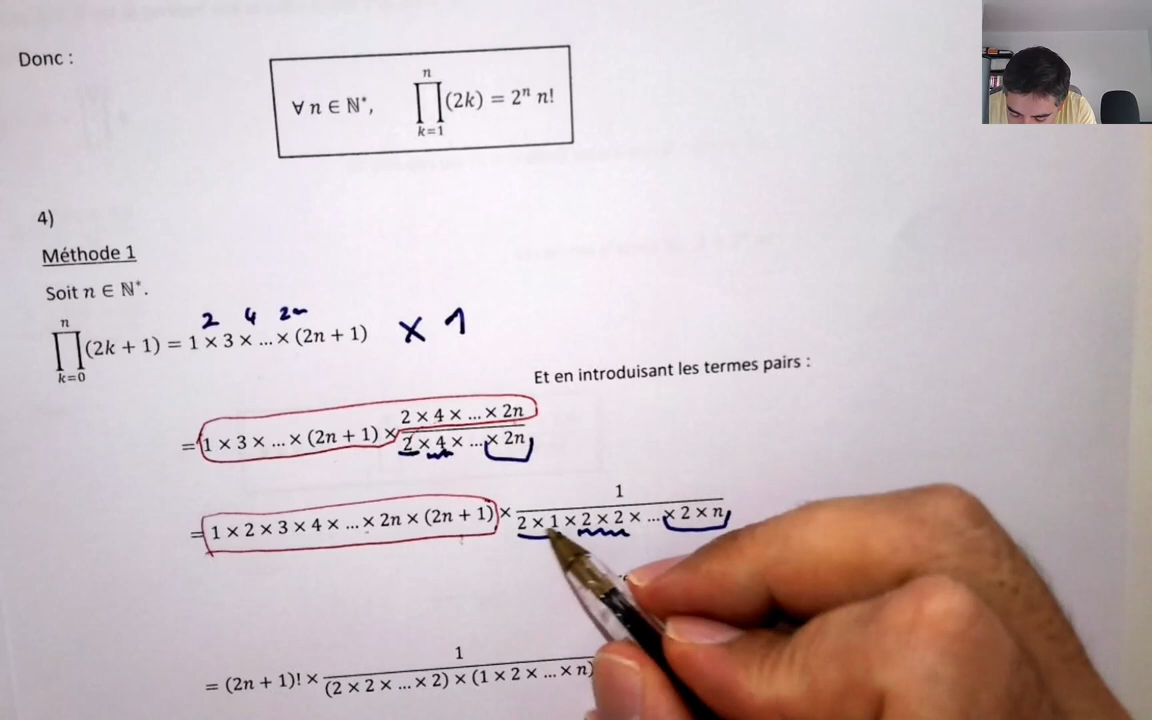 Donc :
∀ n ∈ ℕ*, ∏_{k=1}^{n} (2k) = 2ⁿ n!
4)
Méthode 1
Soit n ∈ ℕ*.
2 4 2n
∏_{k=0}^{n} (2k + 1) = 1 × 3 × … × (2n + 1) × 1
Et en introduisant les termes pairs :
= 1 × 3 × … × (2n + 1) × (2 × 4 × … × 2n) / (2 × 4 × … × 2n)
= 1 × 2 × 3 × 4 × … × 2n × (2n + 1) × 1 / (2 × 1 × 2 × 2 × … × 2 × n)
= (2n + 1)! × 1 / ((2 × 2 × … × 2) × (1 × 2 × … × n)